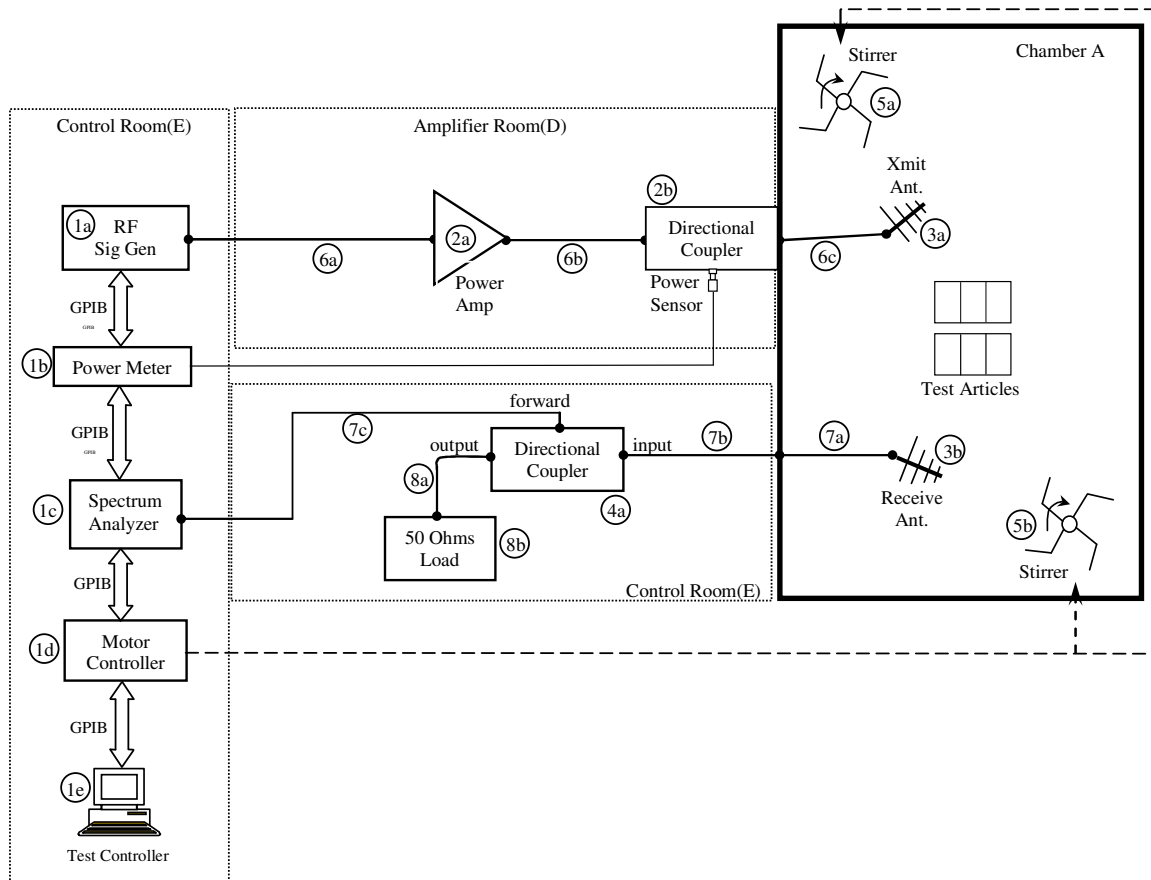 Control Room(E)
1a
RF
Sig Gen
GPIB
GPIB
1b
Power Meter
GPIB
GPIB
1c
Spectrum
Analyzer
GPIB
1d
Motor
Controller
GPIB
1e
Test Controller
Amplifier Room(D)
6a
2a
Power
Amp
6b
2b
Directional
Coupler
Power
Sensor
7c
forward
output
Directional
Coupler
input
7b
8a
4a
50 Ohms
Load
8b
Control Room(E)
Chamber A
Stirrer
5a
Xmit
Ant.
3a
6c
Test Articles
7a
3b
Receive
Ant.
5b
Stirrer